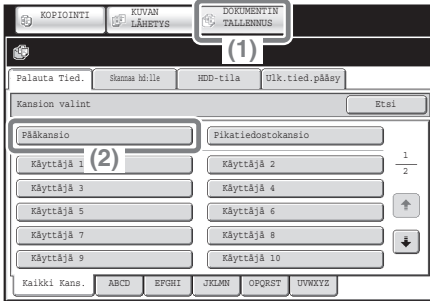 KOPIOINTI
KUVAN
LÄHETYS
DOKUMENTIN
TALLENNUS
(1)
Palauta Tied.
Skannaa hd:lle
HDD-tila
Ulk.tied.pääsy
Kansion valint
Etsi
Pääkansio
Pikatiedostokansio
(2)
Käyttäjä 1
Käyttäjä 2
1
2
Käyttäjä 3
Käyttäjä 4
Käyttäjä 5
Käyttäjä 6
Käyttäjä 7
Käyttäjä 8
Käyttäjä 9
Käyttäjä 10
Kaikki Kans.
ABCD
EFGHI
JKLMN
OPQRST
UVWXYZ